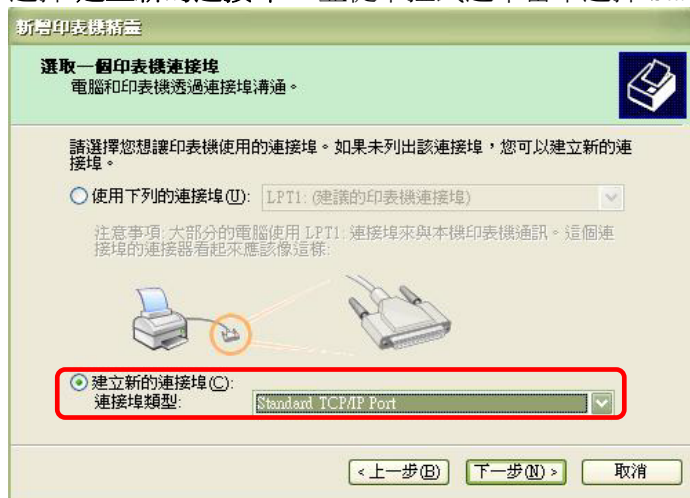 新增印表機精靈
選取一個印表機連接埠
電腦和印表機透過連接埠溝通。
請選擇您想讓印表機使用的連接埠。如果未列出該連接埠，您可以建立新的連
接埠。
使用下列的連接埠(U): LPT1: (建議的印表機連接埠)
注意事項: 大部分的電腦使用 LPT1: 連接埠來與本機印表機通訊。這個連
接埠的連接器看起來應該像這樣:
建立新的連接埠(C):
連接埠類型: Standard TCP/IP Port
<上一步(B) 下一步(N)> 取消